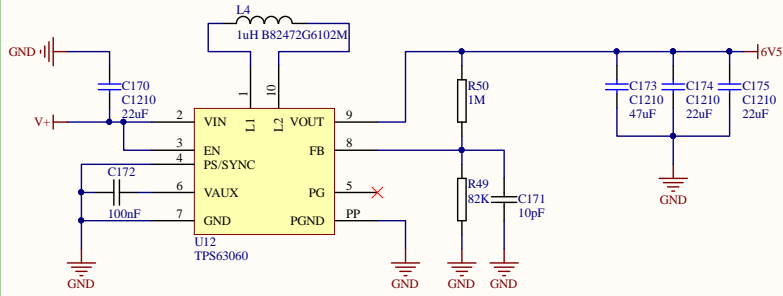 L4
1uH B82472G6102M
GND
6V5
C170
C1210
22uF
1
10
R50
1M
C173
C1210
47uF
C174
C1210
22uF
C175
C1210
22uF
V+
2
VIN
L1
L2
VOUT
9
3
EN
FB
8
4
PS/SYNC
C172
100nF
6
VAUX
PG
5
R49
82K
C171
10pF
7
GND
PGND
PP
U12
TPS63060
GND
GND
GND
GND
GND